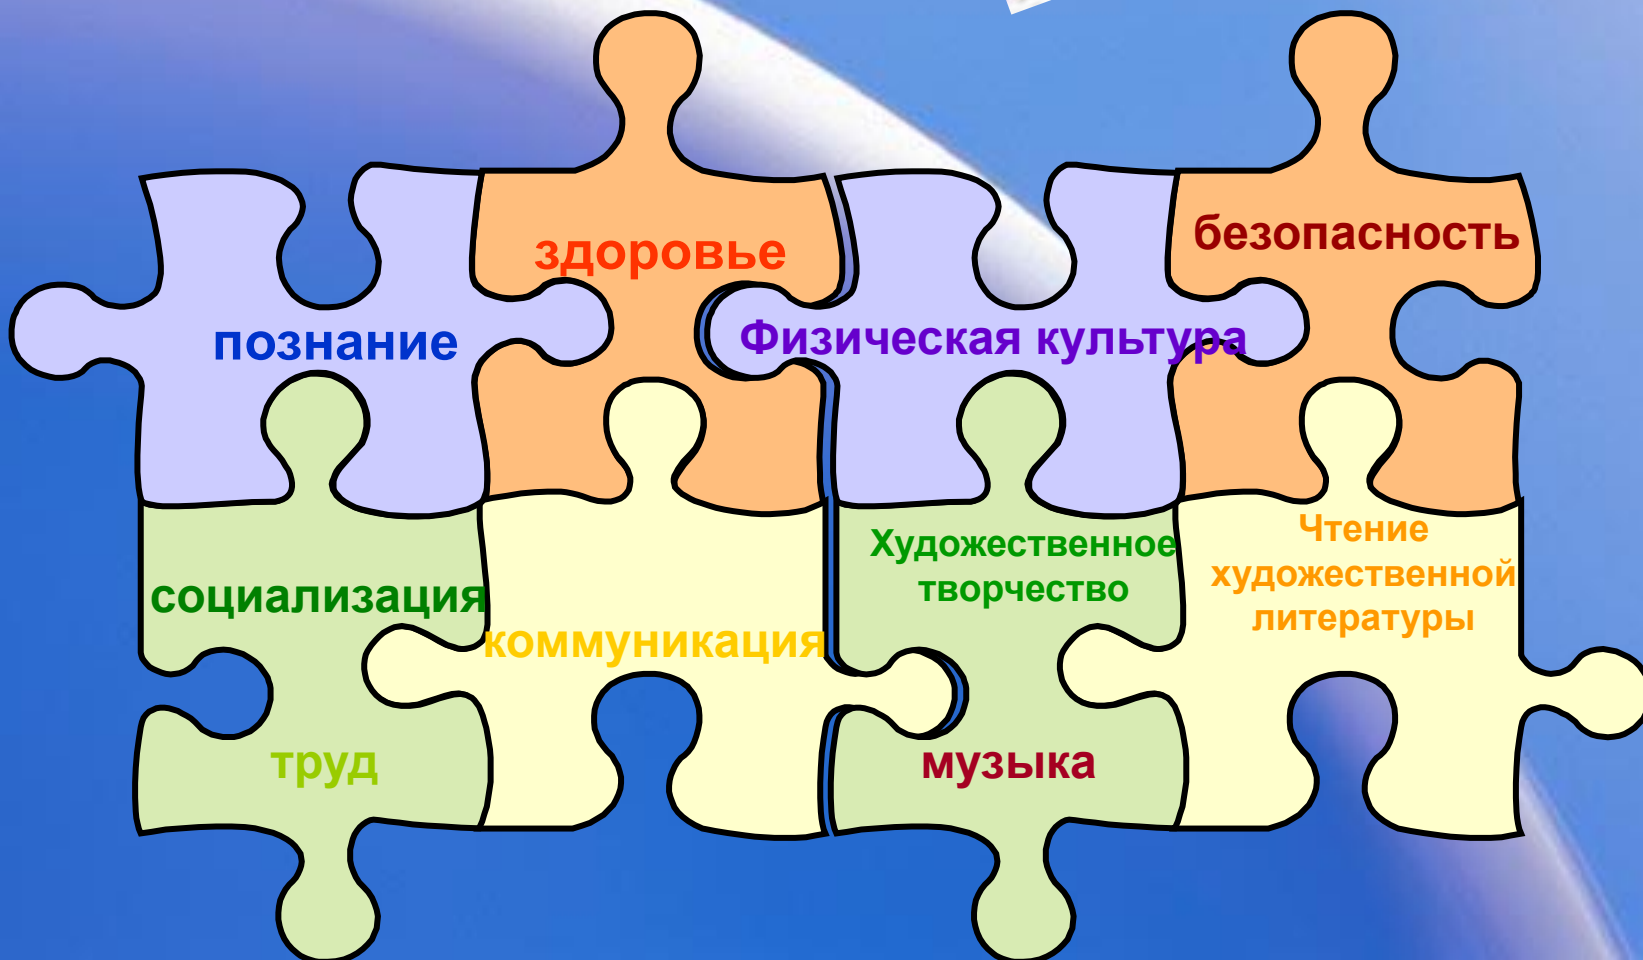 познание
здоровье
Физическая культура
безопасность
социализация
труд
коммуникация
Художественное
творчество
музыка
Чтение
художественной
литературы